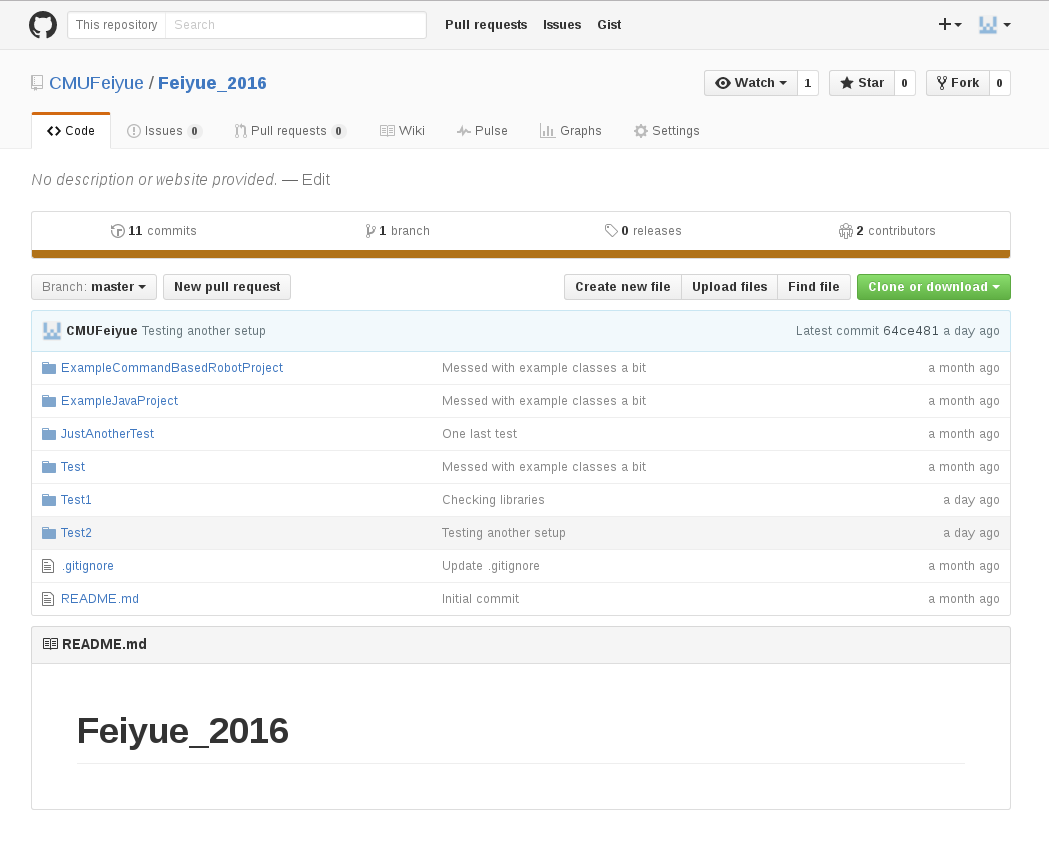 This repository Search Pull requests Issues Gist
CMUFeiyue / Feiyue_2016 Watch 1 Star 0 Fork 0
Code Issues 0 Pull requests 0 Wiki Pulse Graphs Settings
No description or website provided. — Edit
11 commits 1 branch 0 releases 2 contributors
Branch: master New pull request Create new file Upload files Find file Clone or download
CMUFeiyue Testing another setup Latest commit 64ce481 a day ago
ExampleCommandBasedRobotProject Messed with example classes a bit a month ago
ExampleJavaProject Messed with example classes a bit a month ago
JustAnotherTest One last test a month ago
Test Messed with example classes a bit a month ago
Test1 Checking libraries a day ago
Test2 Testing another setup a day ago
.gitignore Update .gitignore a month ago
README.md Initial commit a month ago
README.md
Feiyue_2016